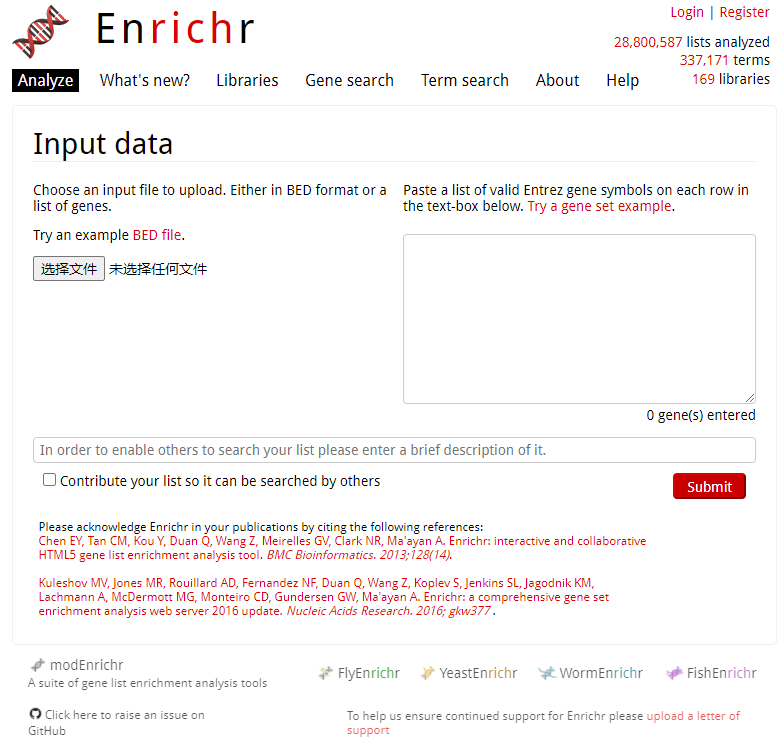 Login | Register
Enrichr
28,800,587 lists analyzed
337,171 terms
169 libraries
Analyze What's new? Libraries Gene search Term search About Help
Input data
Choose an input file to upload. Either in BED format or a
list of genes.
Try an example BED file.
选择文件 未选择任何文件
Paste a list of valid Entrez gene symbols on each row in
the text-box below. Try a gene set example.
0 gene(s) entered
In order to enable others to search your list please enter a brief description of it.
Contribute your list so it can be searched by others
Submit
Please acknowledge Enrichr in your publications by citing the following references:
Chen EY, Tan CM, Kou Y, Duan Q, Wang Z, Meirelles GV, Clark NR, Ma'ayan A. Enrichr: interactive and collaborative
HTML5 gene list enrichment analysis tool. BMC Bioinformatics. 2013;128(14).
Kuleshov MV, Jones MR, Rouillard AD, Fernandez NF, Duan Q, Wang Z, Koplev S, Jenkins SL, Jagodnik KM,
Lachmann A, McDermott MG, Monteiro CD, Gundersen GW, Ma'ayan A. Enrichr: a comprehensive gene set
enrichment analysis web server 2016 update. Nucleic Acids Research. 2016; gkw377 .
modEnrichr
A suite of gene list enrichment analysis tools
FlyEnrichr YeastEnrichr WormEnrichr FishEnrichr
Click here to raise an issue on
GitHub
To help us ensure continued support for Enrichr please upload a letter of
support